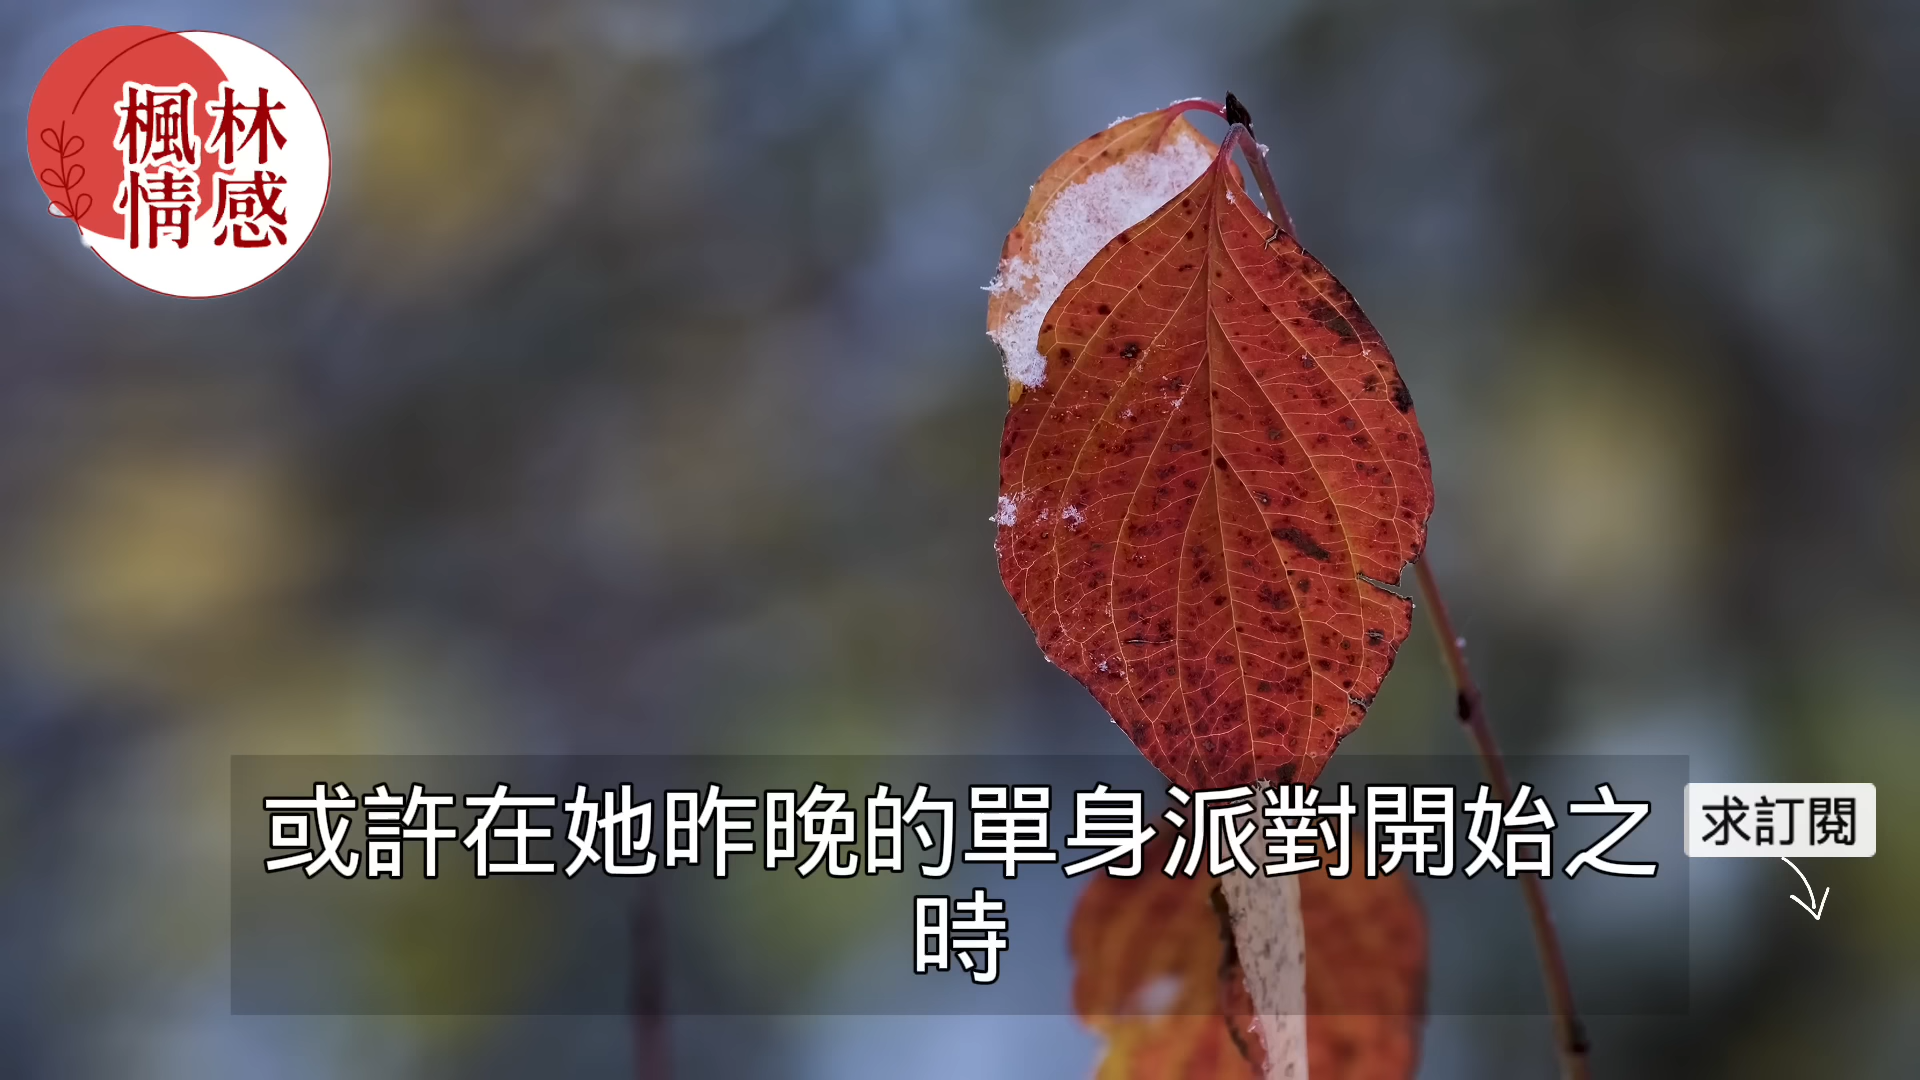 楓林
情感
或許在她昨晚的單身派對開始之
時
求訂閱